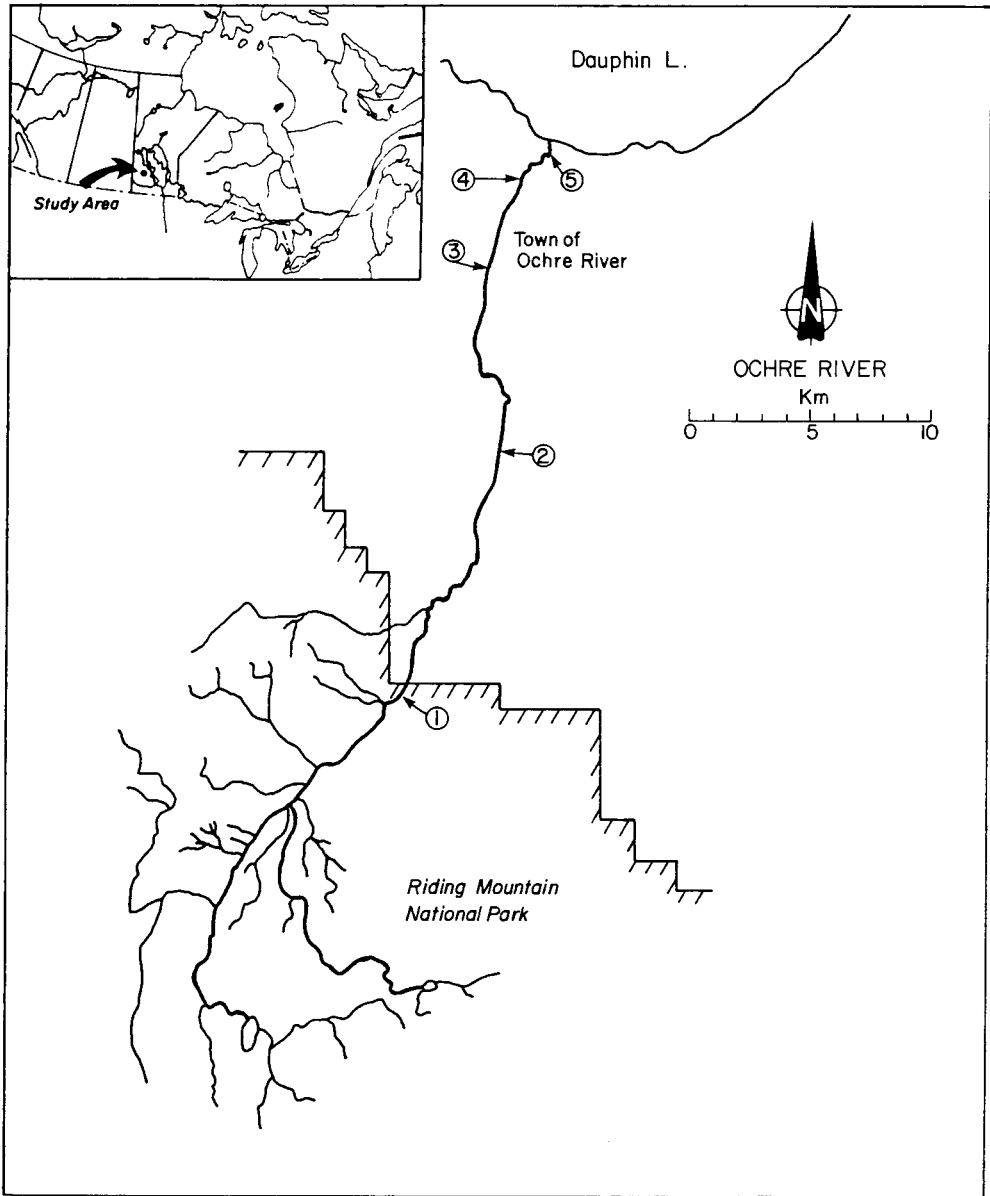 Study Area
Dauphin L.
④
⑤
③
Town of
Ochre River
N
OCHRE RIVER
Km
0 5 10
②
①
Riding Mountain
National Park